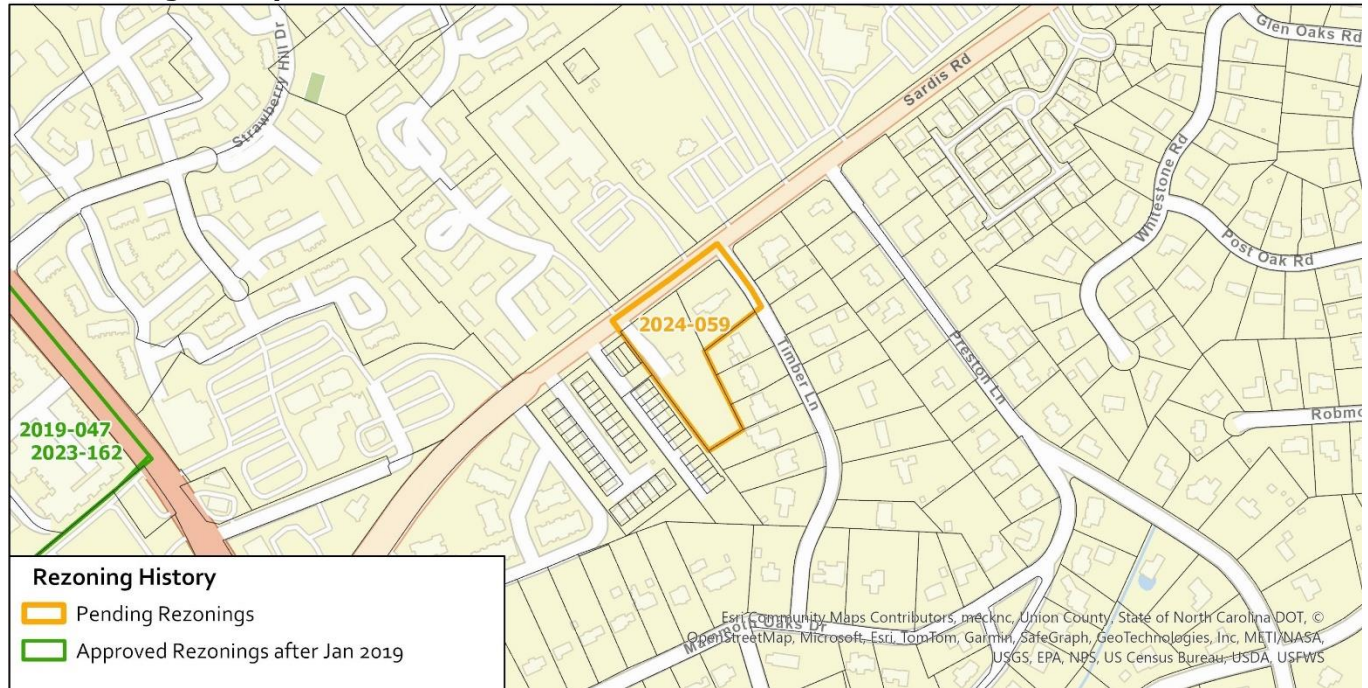 Glen Oaks Rd
Strawberry Hill Dr
Sardis Rd
Whitestone Rd
Post Oak Rd
2024-059
Timber Ln
Preston Ln
2019-047
2023-162
Rezoning History
Pending Rezonings
Approved Rezonings after Jan 2019
Oaks Dr
Esri Community Maps Contributors, mecknc, Union County, State of North Carolina DOT, ©
OpenStreetMap, Microsoft, Esri, TomTom, Garmin, SafeGraph, GeoTechnologies, Inc, METI/NASA,
USGS, EPA, NPS, US Census Bureau, USDA, USFWS